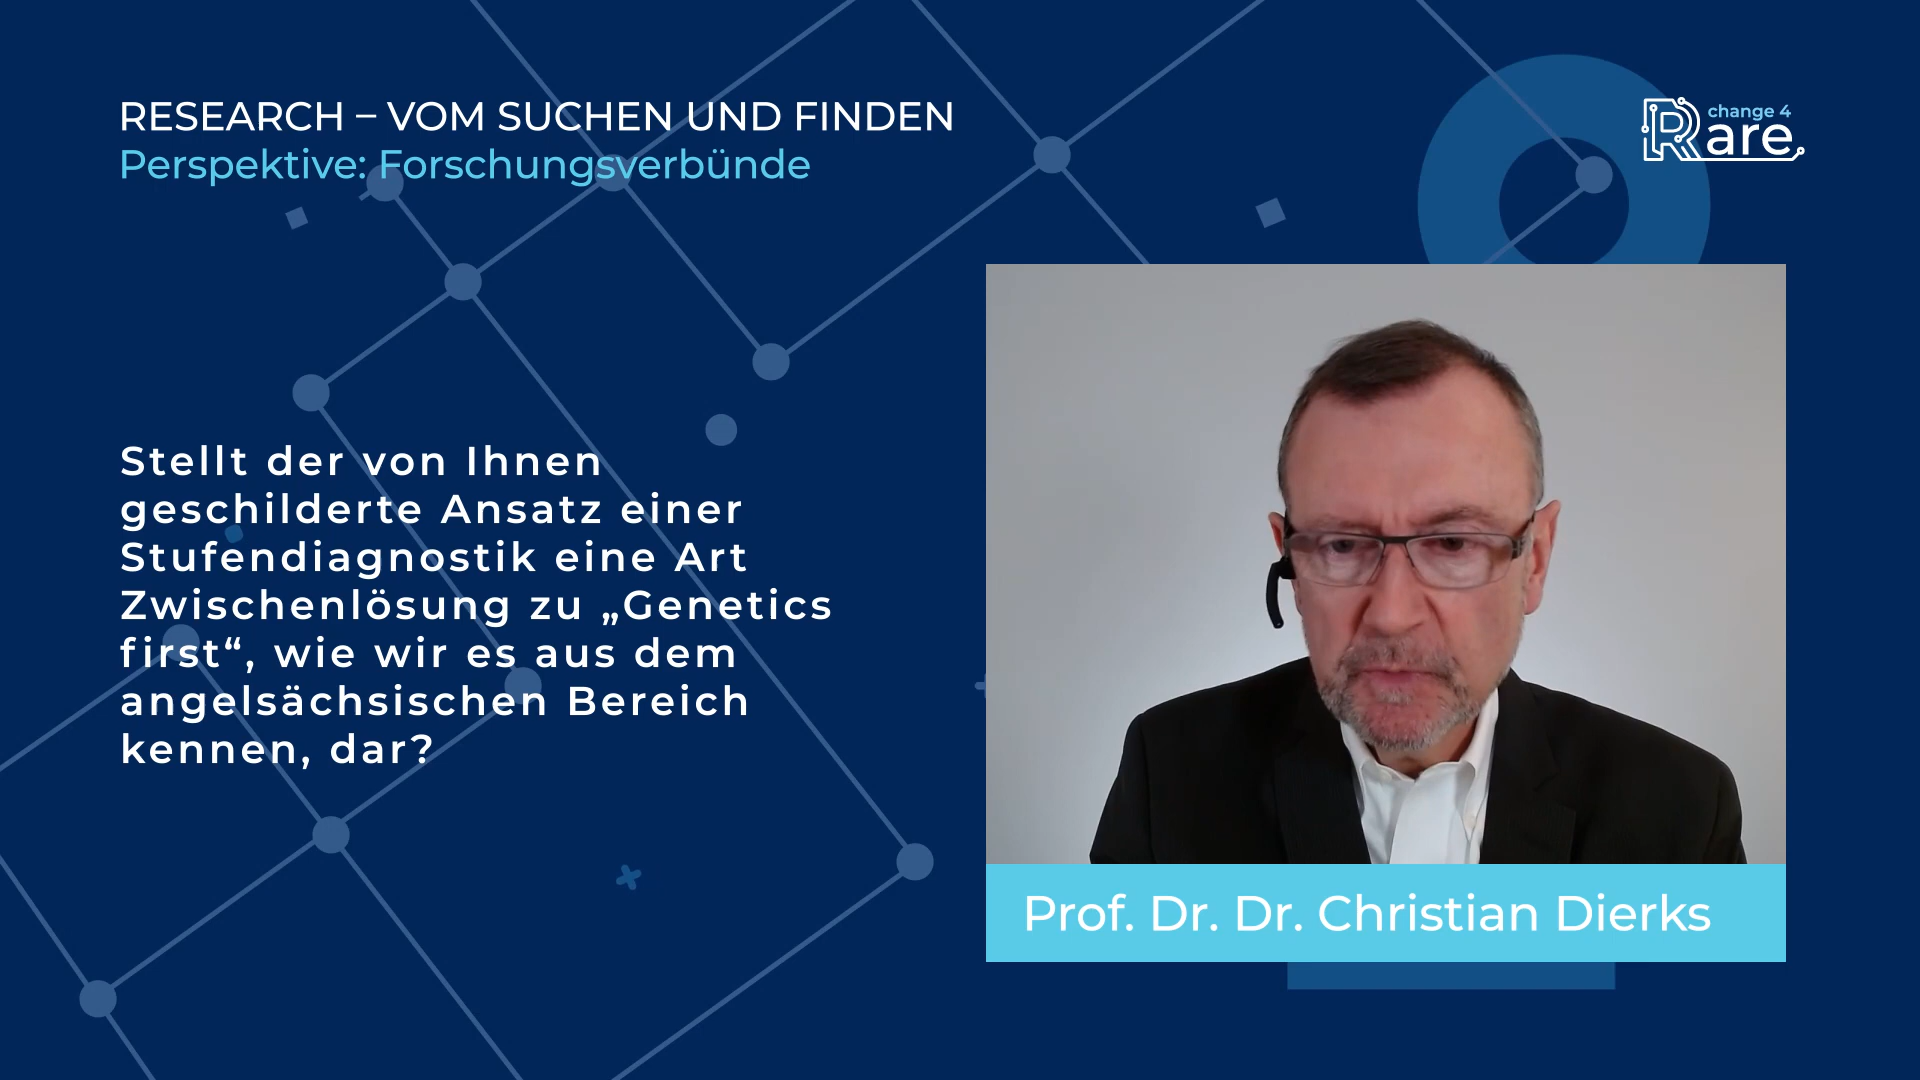 RESEARCH – VOM SUCHEN UND FINDEN
Perspektive: Forschungsverbünde
change 4
Rare
Stellt der von Ihnen
geschilderte Ansatz einer
Stufendiagnostik eine Art
Zwischenlösung zu „Genetics
first“, wie wir es aus dem
angelsächsischen Bereich
kennen, dar?
Prof. Dr. Dr. Christian Dierks